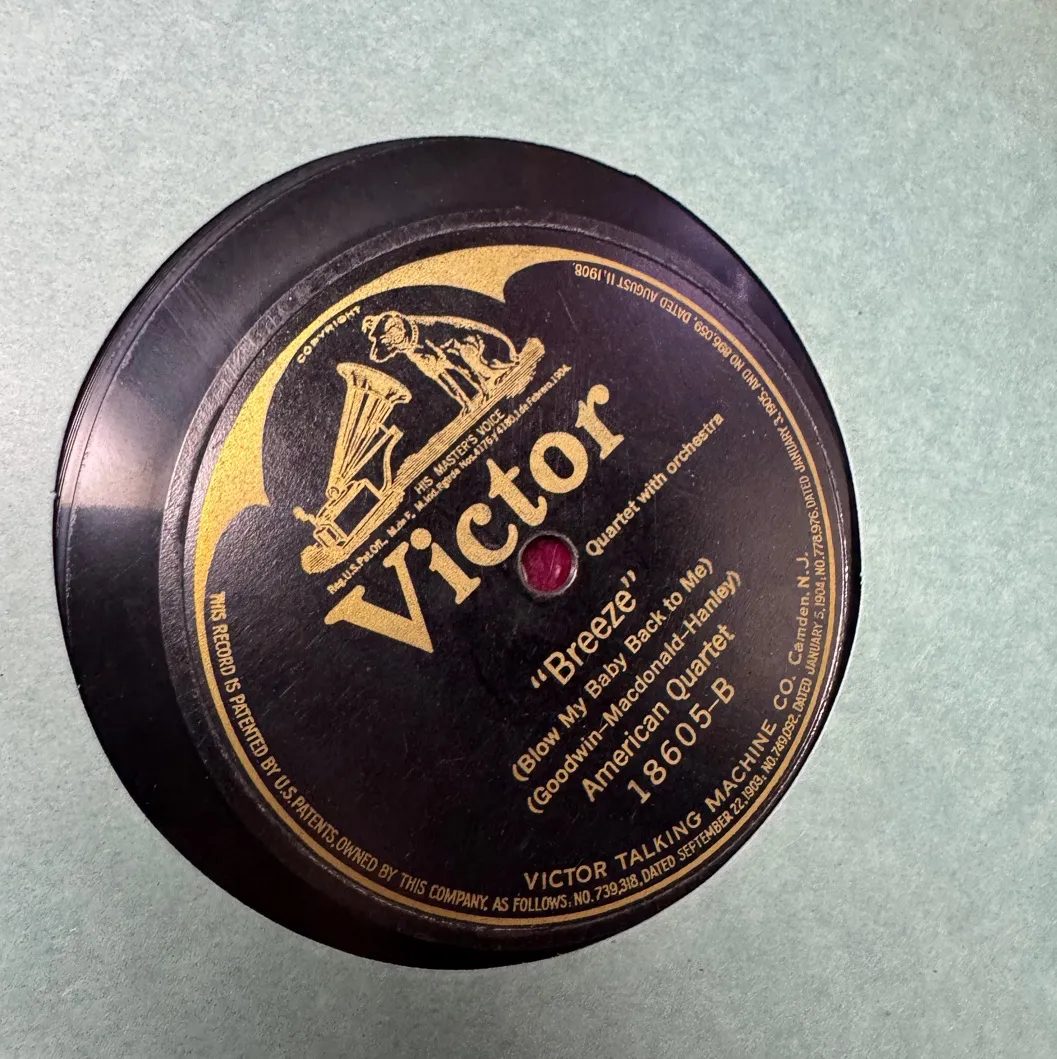 COPYRIGHT
HIS MASTER'S VOICE
Reg.U.S.Pat.Off.
Victor
Quartet with orchestra
"Breeze"
(Blow My Baby Back to Me)
(Goodwin–Macdonald–Hanley)
American Quartet
18605–B
VICTOR TALKING MACHINE CO. Camden, N.J.
THIS RECORD IS PATENTED BY U.S. PATENTS, OWNED BY THIS COMPANY, AS FOLLOWS; NO.739,318, DATED SEPTEMBER 22,1903; NO.749,092, DATED JANUARY 5,1904; NO.778,976, DATED JANUARY 3,1905, AND NO 896,059, DATED AUGUST 11,1908.